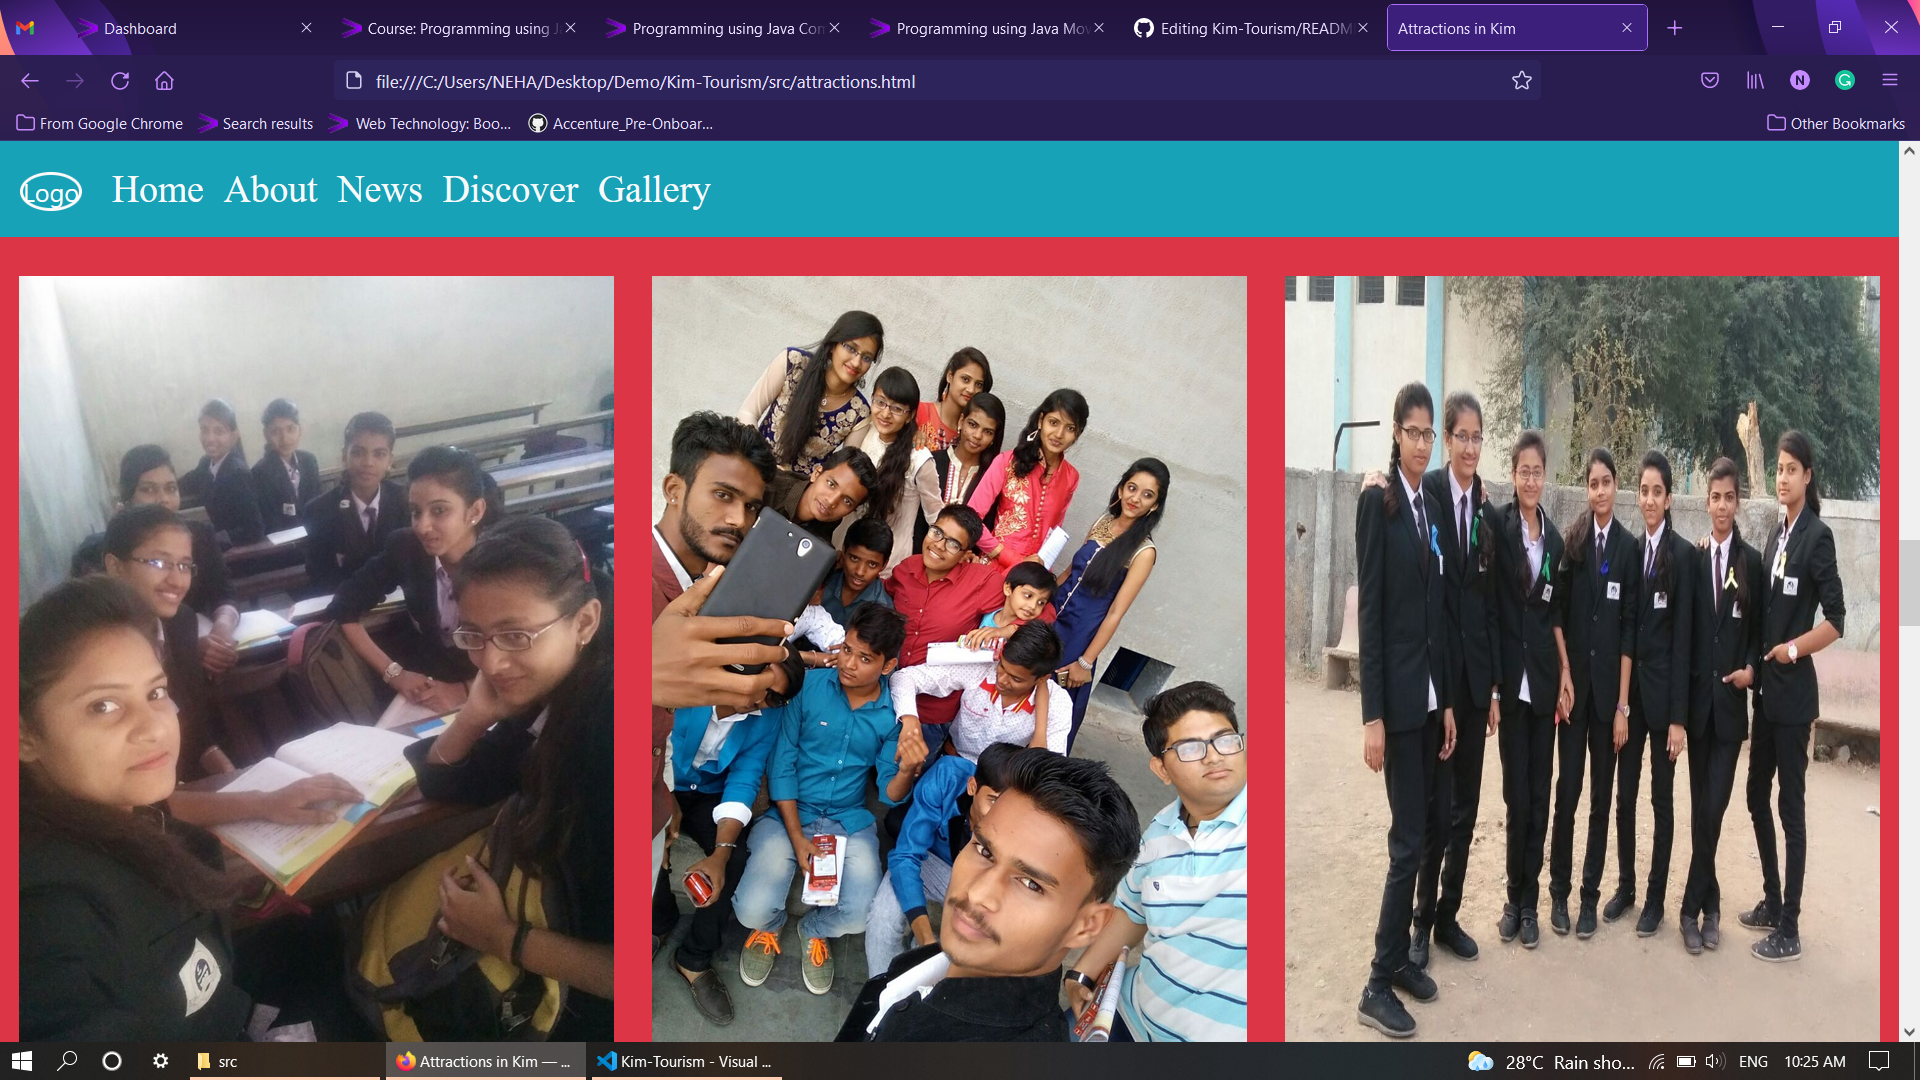 Dashboard
Course: Programming using J
Programming using Java Con
Programming using Java Mov
Editing Kim-Tourism/READM
Attractions in Kim
file:///C:/Users/NEHA/Desktop/Demo/Kim-Tourism/src/attractions.html
N
From Google Chrome
Search results
Web Technology: Boo...
Accenture_Pre-Onboar...
Other Bookmarks
Logo
Home
About
News
Discover
Gallery
src
Attractions in Kim — ...
Kim-Tourism - Visual ...
28°C
Rain sho...
ENG
10:25 AM